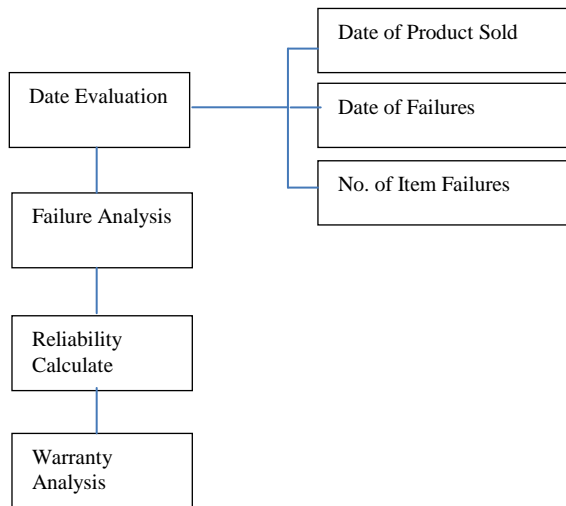 Date of Product Sold
Date Evaluation
Date of Failures
No. of Item Failures
Failure Analysis
Reliability
Calculate
Warranty
Analysis